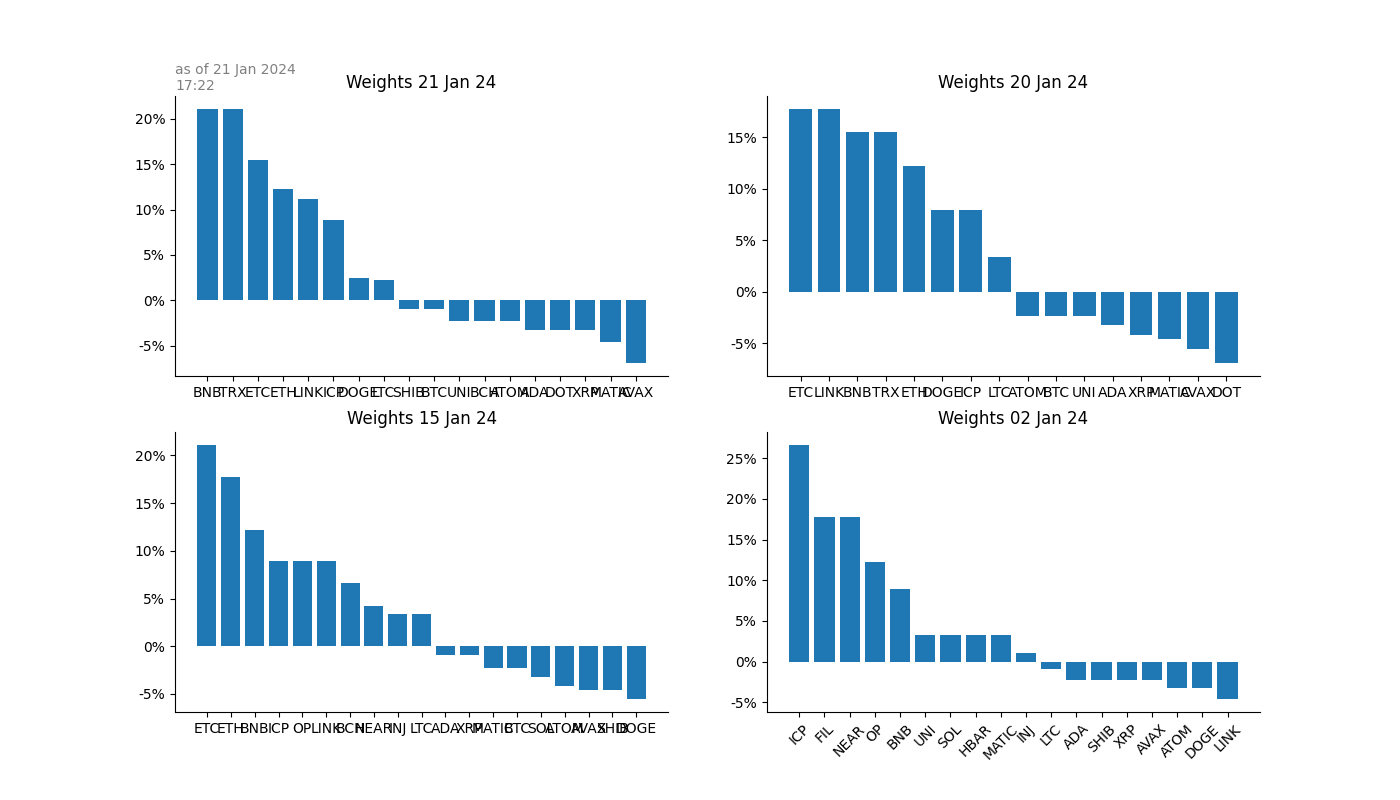 as of 21 Jan 2024
17:22
Weights 21 Jan 24
20%
15%
10%
5%
0%
-5%
BNB TRX ETC ETH LINK ICP DOGE LTC SHIB BTC UNI BCH ATOM ADA DOT XRP MATIC AVAX
Weights 20 Jan 24
15%
10%
5%
0%
-5%
ETC LINK BNB TRX ETH DOGE ICP LTC ATOM BTC UNI ADA XRP MATIC AVAX DOT
Weights 15 Jan 24
20%
15%
10%
5%
0%
-5%
ETC ETH BNB ICP OP LINK BCH NEAR INJ LTC ADA XRP MATIC BTC SOL ATOM AVAX SHIB DOGE
Weights 02 Jan 24
25%
20%
15%
10%
5%
0%
-5%
ICP FIL NEAR OP BNB UNI SOL HBAR MATIC INJ LTC ADA SHIB XRP AVAX ATOM DOGE LINK